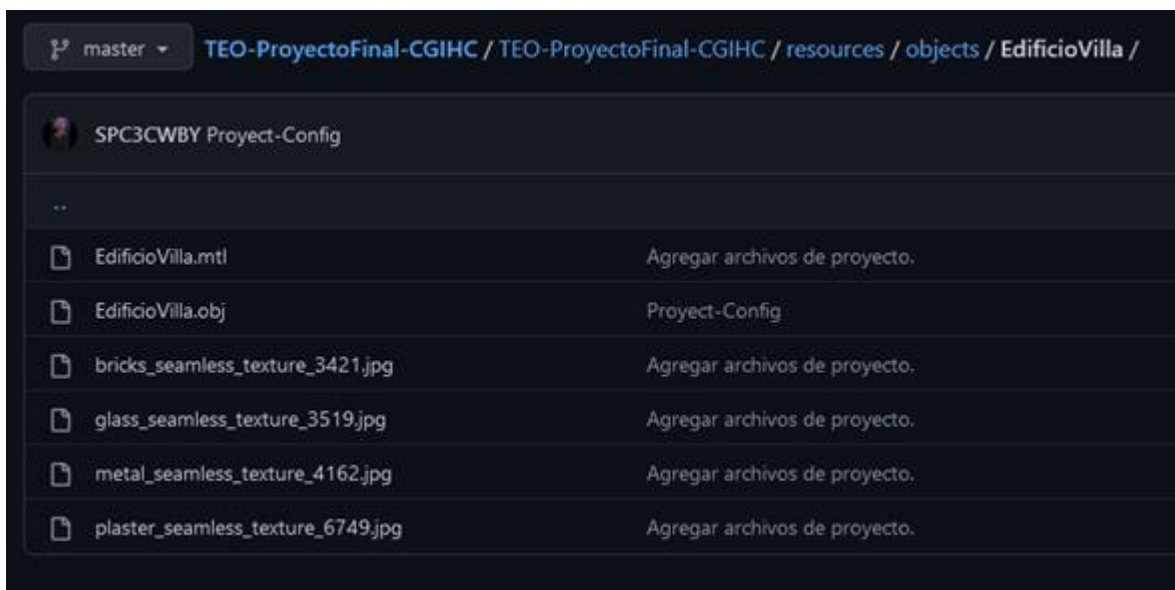 master TEO-ProyectoFinal-CGIHC / TEO-ProyectoFinal-CGIHC / resources / objects / EdificioVilla /
SPC3CWBY Proyect-Config
..
EdificioVilla.mtl Agregar archivos de proyecto.
EdificioVilla.obj Proyect-Config
bricks_seamless_texture_3421.jpg Agregar archivos de proyecto.
glass_seamless_texture_3519.jpg Agregar archivos de proyecto.
metal_seamless_texture_4162.jpg Agregar archivos de proyecto.
plaster_seamless_texture_6749.jpg Agregar archivos de proyecto.